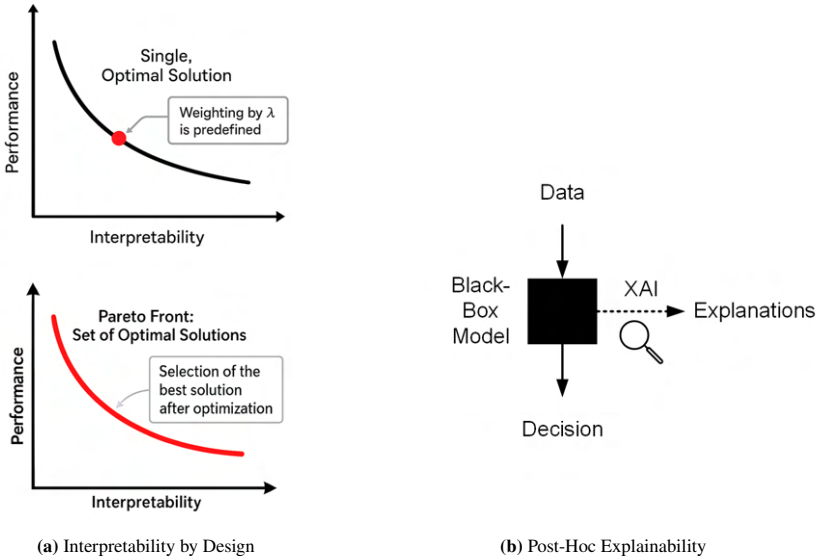 Single,
Optimal Solution
Weighting by λ
is predefined
Performance
Interpretability
Pareto Front:
Set of Optimal Solutions
Selection of the
best solution
after optimization
Performance
Interpretability
(a) Interpretability by Design
Data
Black-
Box
Model
XAI
Explanations
Decision
(b) Post-Hoc Explainability